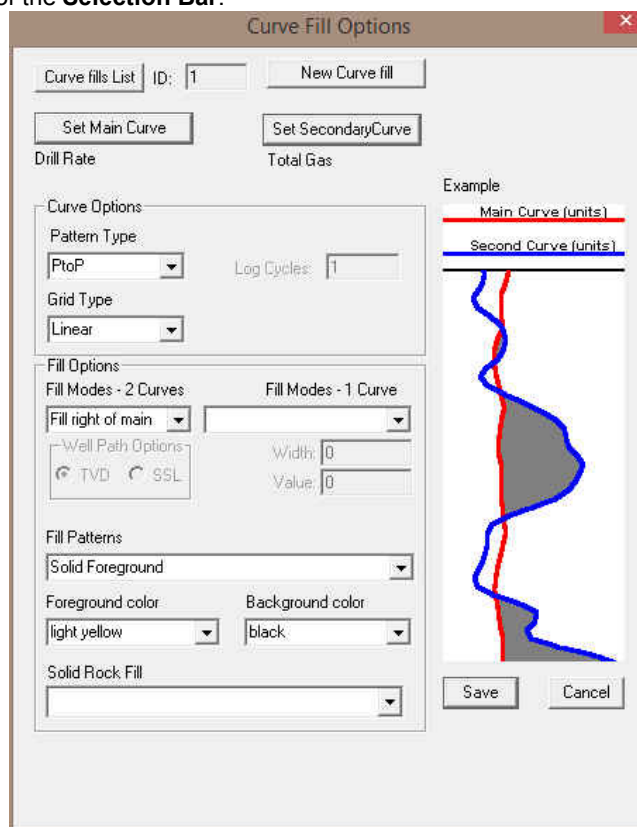 of the Selection Bar.
Curve Fill Options
Curve fills List ID: 1 New Curve fill
Set Main Curve Set SecondaryCurve
Drill Rate Total Gas
Example
Curve Options
Main Curve (units)
Pattern Type
Second Curve (units)
PtoP Log Cycles: 1
Grid Type
Linear
Fill Options
Fill Modes - 2 Curves Fill Modes - 1 Curve
Fill right of main
Well Path Options
Width: 0
TVD SSL
Value: 0
Fill Patterns
Solid Foreground
Foreground color Background color
light yellow black
Solid Rock Fill
Save Cancel